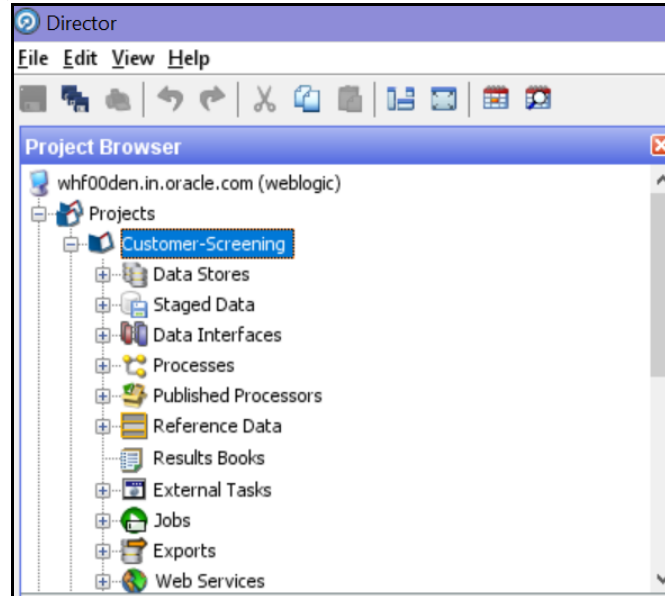 Director
File Edit View Help
Project Browser
whf00den.in.oracle.com (weblogic)
Projects
Customer-Screening
Data Stores
Staged Data
Data Interfaces
Processes
Published Processors
Reference Data
Results Books
External Tasks
Jobs
Exports
Web Services